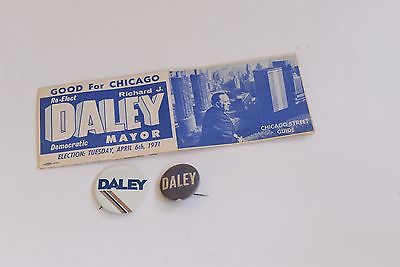 GOOD For CHICAGO
Re-Elect
Richard J.
DALEY
Democratic MAYOR
ELECTION: TUESDAY, APRIL 6th, 1971
CHICAGO STREET
GUIDE
DALEY
DALEY